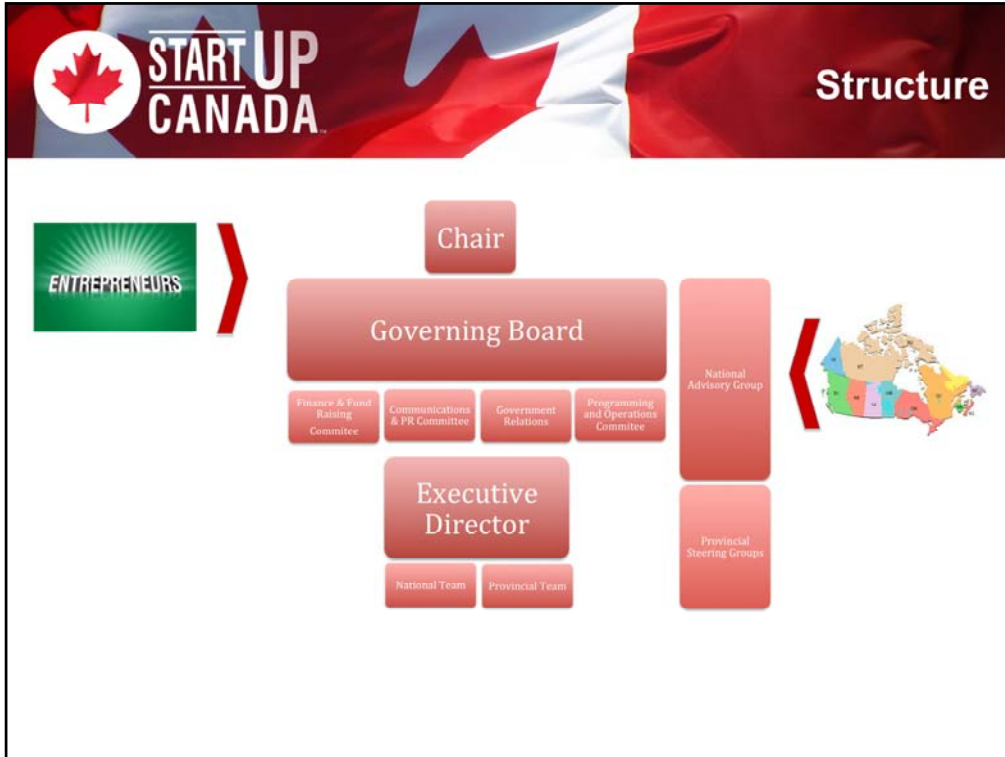 START UP
CANADA
Structure
ENTREPRENEURS
Chair
Governing Board
Finance & Fund
Raising
Commitee
Communications
& PR Committee
Government
Relations
Programming
and Operations
Commitee
National
Advisory Group
Executive
Director
National Team
Provincial Team
Provincial
Steering Groups